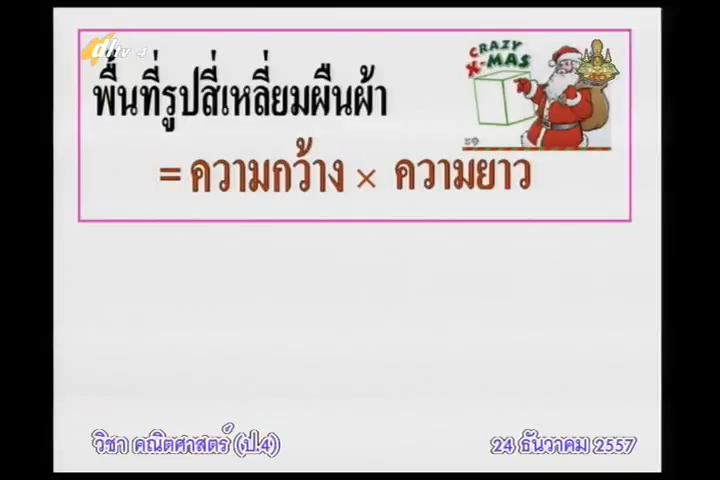 dltv 4
CRAZY
X-MAS
พื้นที่รูปสี่เหลี่ยมผืนผ้า
= ความกว้าง × ความยาว
วิชา คณิตศาสตร์ (ป.4)
24 ธันวาคม 2557